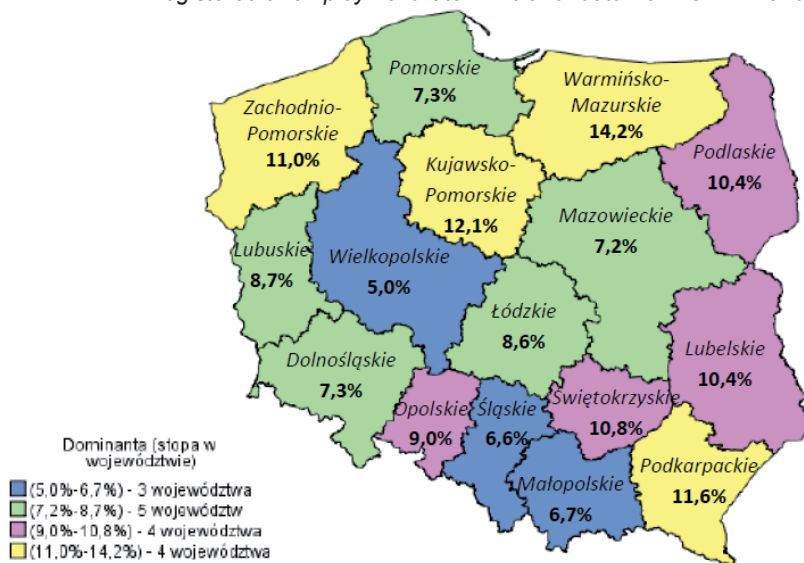 Pomorskie
7,3%
Warmińsko-
Mazurskie
14,2%
Zachodnio-
Pomorskie
11,0%
Podlaskie
10,4%
Kujawsko-
Pomorskie
12,1%
Mazowieckie
7,2%
Lubuskie
8,7%
Wielkopolskie
5,0%
Łódzkie
8,6%
Lubelskie
10,4%
Dolnośląskie
7,3%
Opolskie
9,0%
Śląskie
6,6%
Świętokrzyskie
10,8%
Małopolskie
6,7%
Podkarpackie
11,6%
Dominanta (stopa w
województwie)
(5,0%-6,7%) - 3 województwa
(7,2%-8,7%) - 5 województw
(9,0%-10,8%) - 4 województwa
(11,0%-14,2%) - 4 województwa